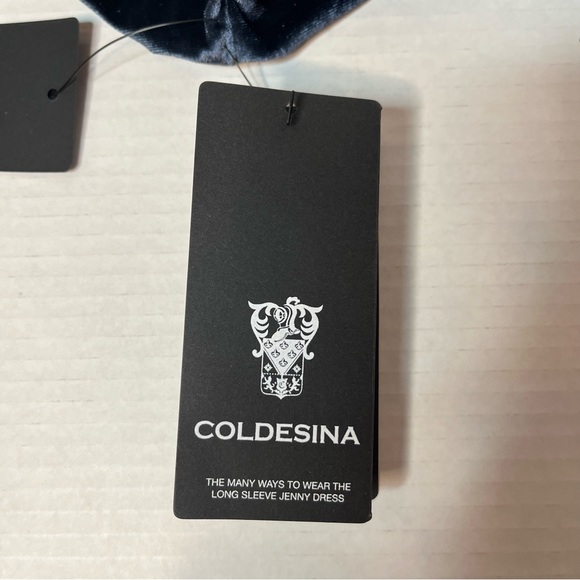 COLDESINA
THE MANY WAYS TO WEAR THE
LONG SLEEVE JENNY DRESS